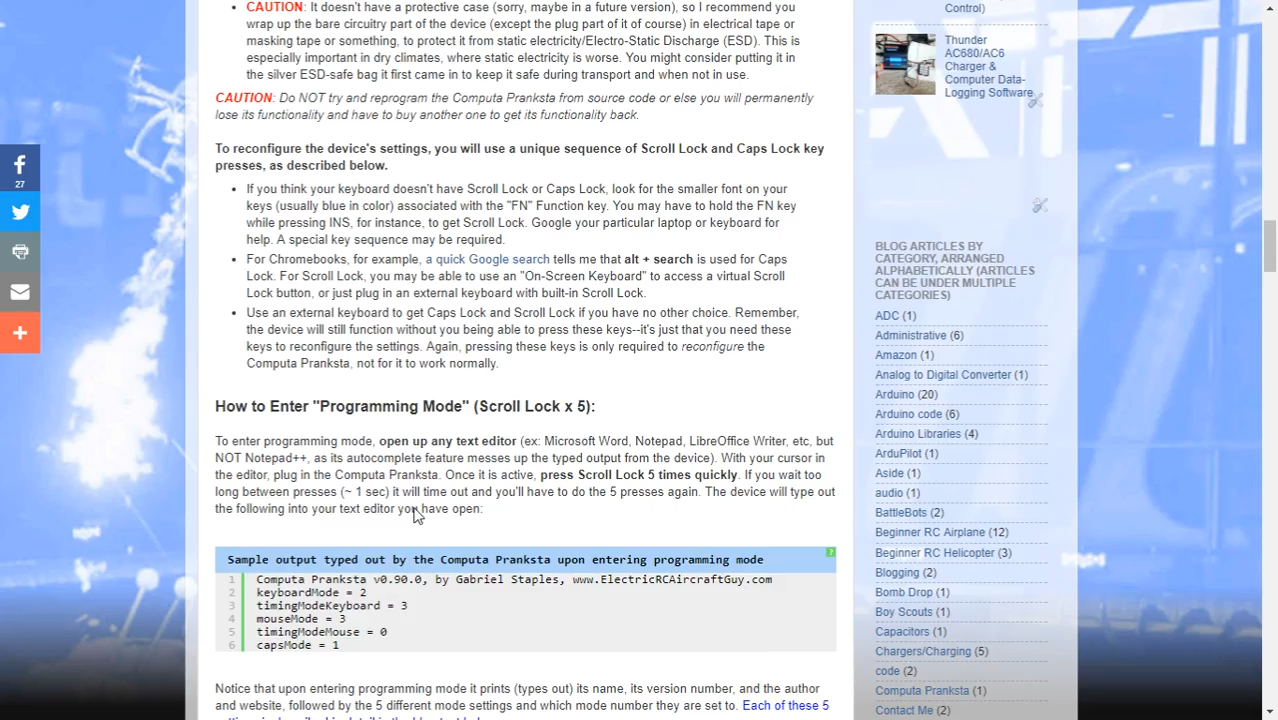 CAUTION: It doesn't have a protective case (sorry, maybe in a future version), so I recommend you
wrap up the bare circuitry part of the device (except the plug part of it of course) in electrical tape or
masking tape or something, to protect it from static electricity/Electro-Static Discharge (ESD). This is
especially important in dry climates, where static electricity is worse. You might consider putting it in
the silver ESD-safe bag it first came in to keep it safe during transport and when not in use.
CAUTION: Do NOT try and reprogram the Computa Pranksta from source code or else you will permanently
lose its functionality and have to buy another one to get its functionality back.
To reconfigure the device's settings, you will use a unique sequence of Scroll Lock and Caps Lock key
presses, as described below.
If you think your keyboard doesn't have Scroll Lock or Caps Lock, look for the smaller font on your
keys (usually blue in color) associated with the "FN" Function key. You may have to hold the FN key
while pressing INS, for instance, to get Scroll Lock. Google your particular laptop or keyboard for
help. A special key sequence may be required.
For Chromebooks, for example, a quick Google search tells me that alt + search is used for Caps
Lock. For Scroll Lock, you may be able to use an "On-Screen Keyboard" to access a virtual Scroll
Lock button, or just plug in an external keyboard with built-in Scroll Lock.
Use an external keyboard to get Caps Lock and Scroll Lock if you have no other choice. Remember,
the device will still function without you being able to press these keys--it's just that you need these
keys to reconfigure the settings. Again, pressing these keys is only required to reconfigure the
Computa Pranksta, not for it to work normally.
How to Enter "Programming Mode" (Scroll Lock x 5):
To enter programming mode, open up any text editor (ex: Microsoft Word, Notepad, LibreOffice Writer, etc, but
NOT Notepad++, as its autocomplete feature messes up the typed output from the device). With your cursor in
the editor, plug in the Computa Pranksta. Once it is active, press Scroll Lock 5 times quickly. If you wait too
long between presses (~ 1 sec) it will time out and you'll have to do the 5 presses again. The device will type out
the following into your text editor you have open:
Sample output typed out by the Computa Pranksta upon entering programming mode
?
1 Computa Pranksta v0.90.0, by Gabriel Staples, www.ElectricRCAircraftGuy.com
2 keyboardMode = 2
3 timingModeKeyboard = 3
4 mouseMode = 3
5 timingModeMouse = 0
6 capsMode = 1
Notice that upon entering programming mode it prints (types out) its name, its version number, and the author
and website, followed by the 5 different mode settings and which mode number they are set to. Each of these 5
f
27
Control)
Thunder
AC680/AC6
Charger &
Computer Data-
Logging Software
BLOG ARTICLES BY
CATEGORY, ARRANGED
ALPHABETICALLY (ARTICLES
CAN BE UNDER MULTIPLE
CATEGORIES)
ADC (1)
Administrative (6)
Amazon (1)
Analog to Digital Converter (1)
Arduino (20)
Arduino code (6)
Arduino Libraries (4)
ArduPilot (1)
Aside (1)
audio (1)
BattleBots (2)
Beginner RC Airplane (12)
Beginner RC Helicopter (3)
Blogging (2)
Bomb Drop (1)
Boy Scouts (1)
Capacitors (1)
Chargers/Charging (5)
code (2)
Computa Pranksta (1)
Contact Me (2)